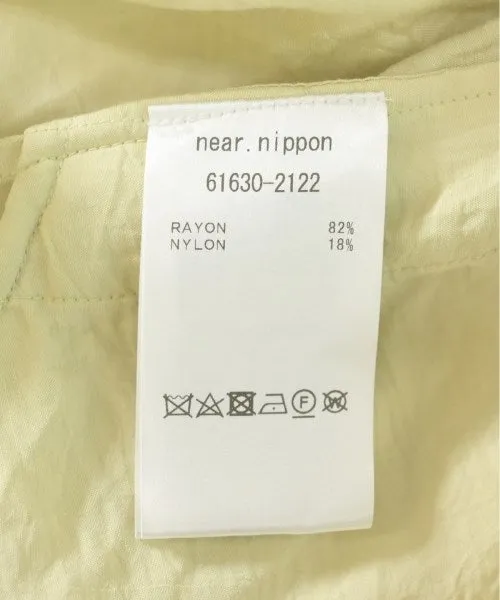 near.nippon
61630-2122
RAYON 82%
NYLON 18%
F
W